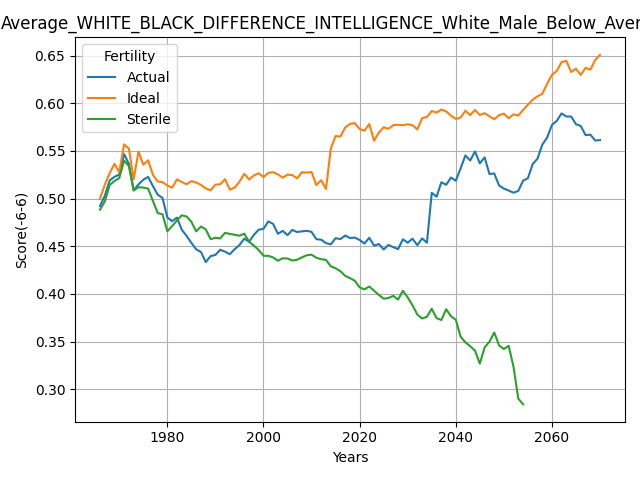 Average_WHITE_BLACK_DIFFERENCE_INTELLIGENCE_White_Male_Below_Aver
Fertility
Actual
Ideal
Sterile
0.65
0.60
0.55
0.50
0.45
0.40
0.35
0.30
Score(-6-6)
1980 2000 2020 2040 2060
Years